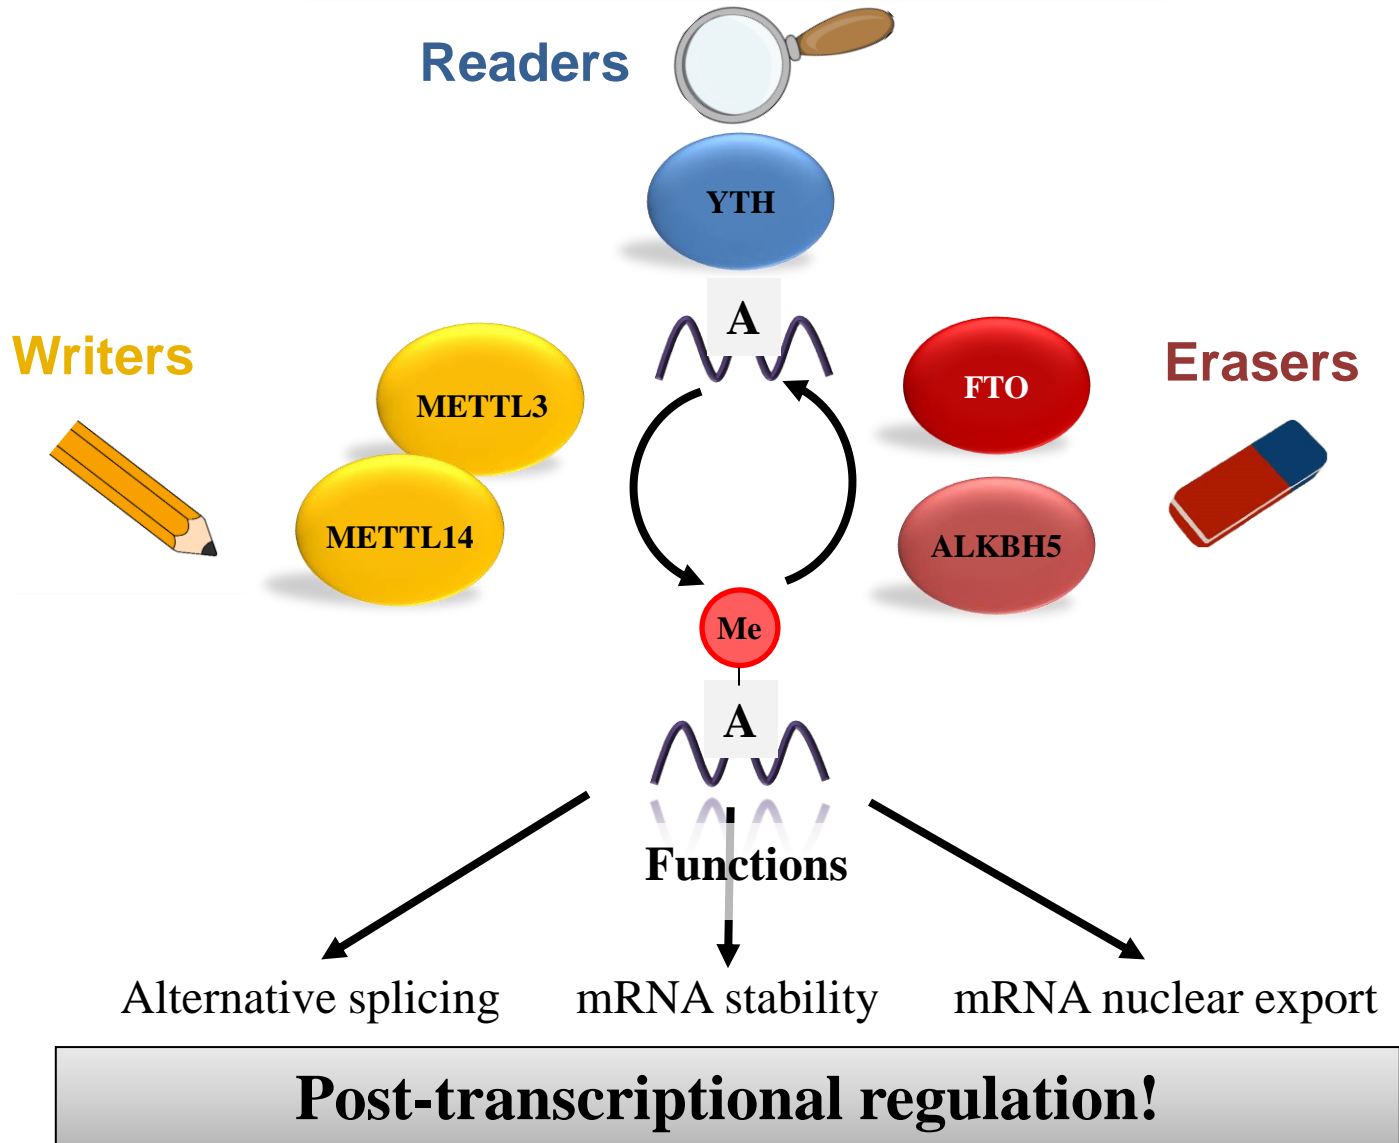 Readers
YTH
A
Writers
METTL3
METTL14
FTO
Erasers
ALKBH5
Me
A
Functions
Alternative splicing
mRNA stability
mRNA nuclear export
Post-transcriptional regulation!